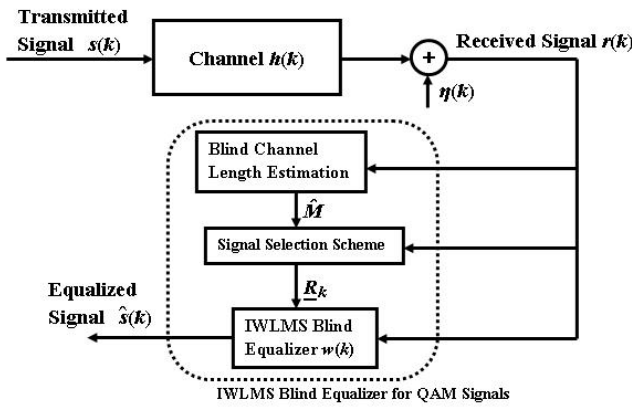 Transmitted
Signal s(k)
Channel h(k)
+
Received Signal r(k)
η(k)
Blind Channel
Length Estimation
M̂
Signal Selection Scheme
R̲k
Equalized
Signal ŝ(k)
IWLMS Blind
Equalizer w(k)
IWLMS Blind Equalizer for QAM Signals